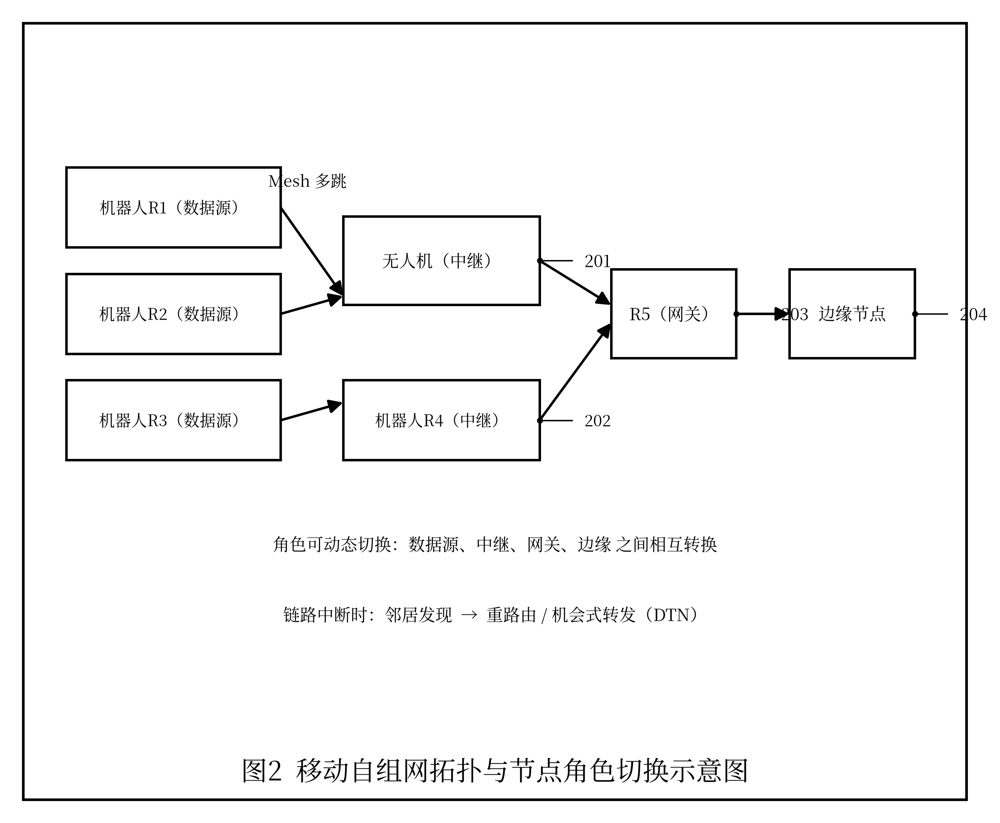 Mesh 多跳
机器人R1（数据源）
无人机（中继）
201
机器人R2（数据源）
R5（网关）
203
边缘节点
204
机器人R3（数据源）
机器人R4（中继）
202
角色可动态切换：数据源、中继、网关、边缘 之间相互转换
链路中断时：邻居发现 → 重路由 / 机会式转发（DTN）
图2 移动自组网拓扑与节点角色切换示意图